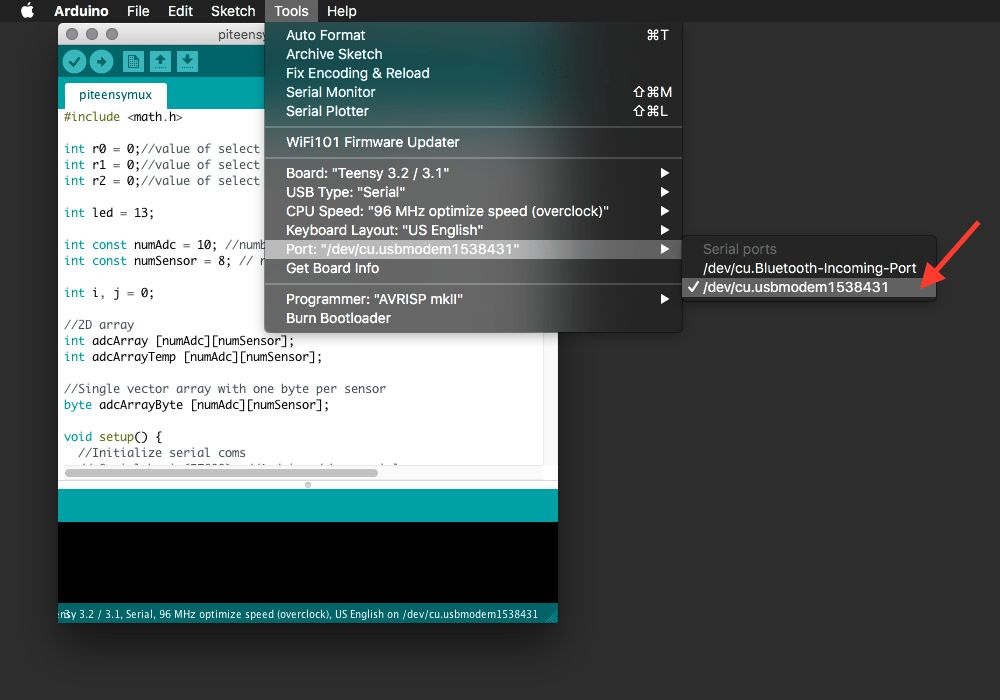 Arduino File Edit Sketch Tools Help
piteensy
Auto Format ⌘T
Archive Sketch
Fix Encoding & Reload
Serial Monitor ⇧⌘M
Serial Plotter ⇧⌘L
WiFi101 Firmware Updater
Board: "Teensy 3.2 / 3.1"
USB Type: "Serial"
CPU Speed: "96 MHz optimize speed (overclock)"
Keyboard Layout: "US English"
Port: "/dev/cu.usbmodem1538431"
Get Board Info
Programmer: "AVRISP mkII"
Burn Bootloader
Serial ports
/dev/cu.Bluetooth-Incoming-Port
✓ /dev/cu.usbmodem1538431
piteensymux
#include <math.h>
int r0 = 0;//value of select
int r1 = 0;//value of select
int r2 = 0;//value of select
int led = 13;
int const numAdc = 10; //numb
int const numSensor = 8; // n
int i, j = 0;
//2D array
int adcArray [numAdc][numSensor];
int adcArrayTemp [numAdc][numSensor];
//Single vector array with one byte per sensor
byte adcArrayByte [numAdc][numSensor];
void setup() {
//Initialize serial coms
3.2 / 3.1, Serial, 96 MHz optimize speed (overclock), US English on /dev/cu.usbmodem1538431